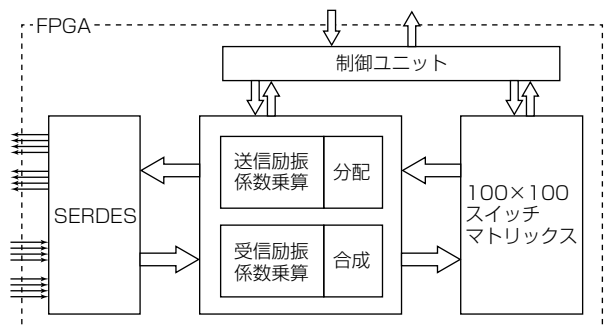 FPGA
制御ユニット
送信励振
係数乗算
分配
SERDES
受信励振
係数乗算
合成
100×100
スイッチ
マトリックス